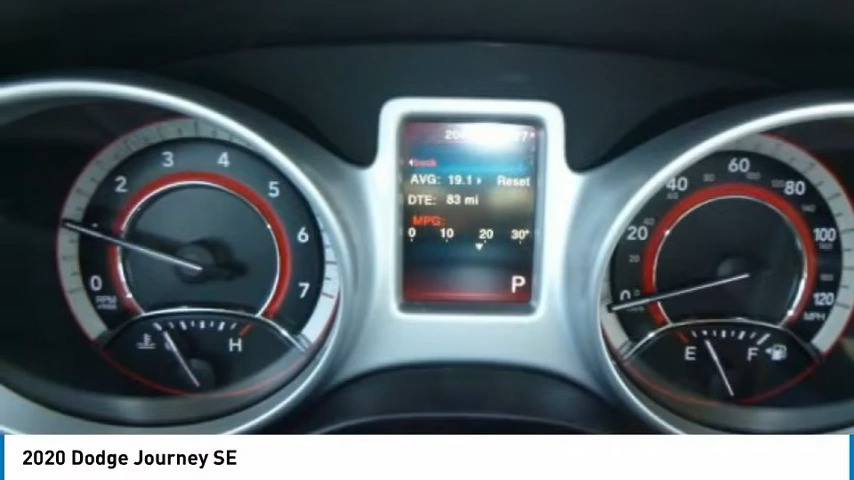 back
AVG: 19.1 Reset
DTE: 83 mi
MPG:
0 10 20 30+
P
0 2 3 4 5 6 7
RPM
H
0 20 40 60 80 100 120
MPH
E F
2020 Dodge Journey SE